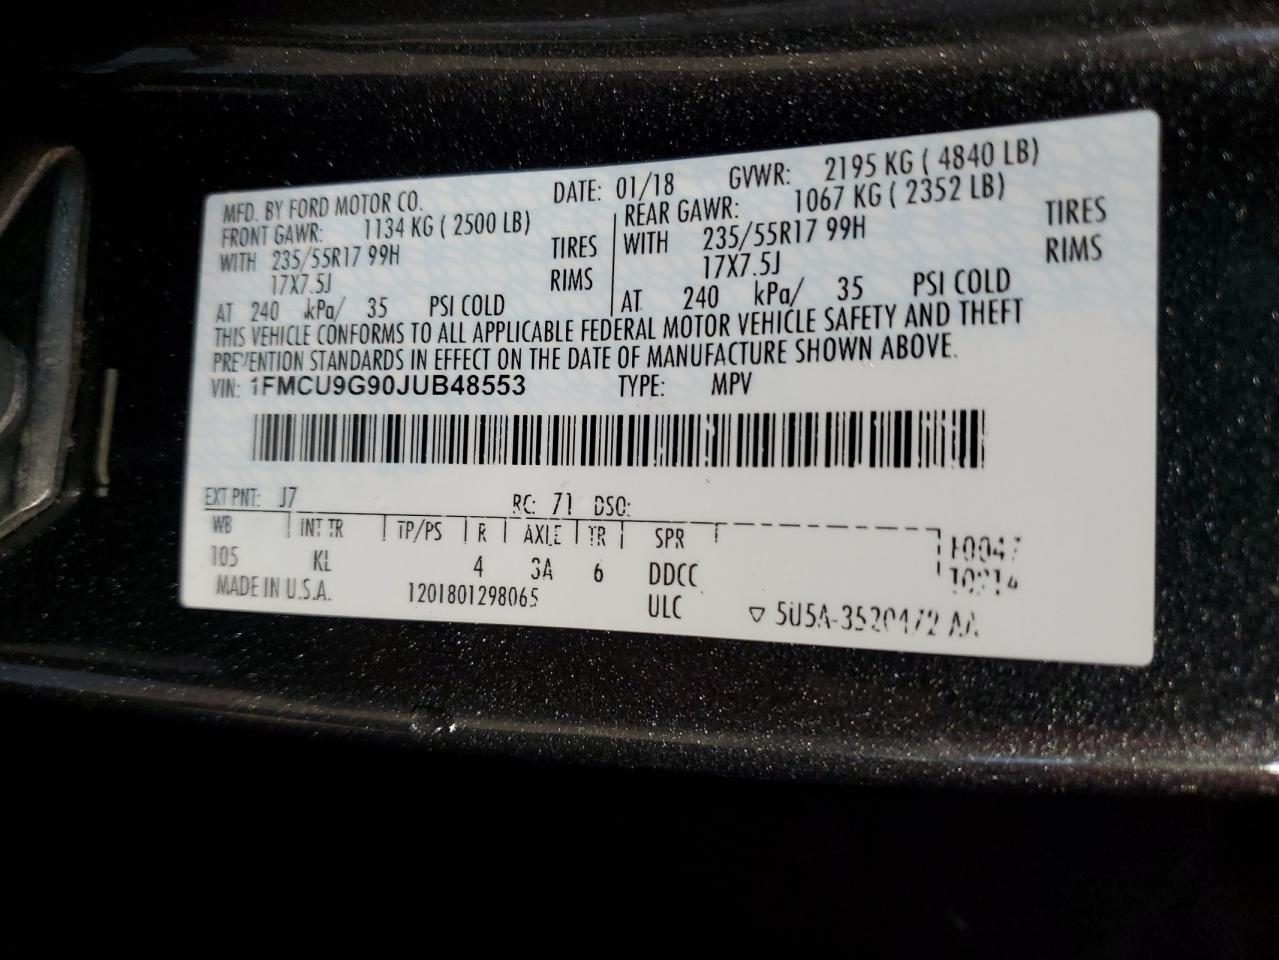 MFD. BY FORD MOTOR CO. DATE: 01/18 GVWR: 2195 KG ( 4840 LB)
FRONT GAWR: 1134 KG ( 2500 LB) REAR GAWR: 1067 KG ( 2352 LB)
WITH 235/55R17 99H TIRES WITH 235/55R17 99H TIRES
17X7.5J RIMS 17X7.5J RIMS
AT 240 kPa/ 35 PSI COLD AT 240 kPa/ 35 PSI COLD
THIS VEHICLE CONFORMS TO ALL APPLICABLE FEDERAL MOTOR VEHICLE SAFETY AND THEFT
PREVENTION STANDARDS IN EFFECT ON THE DATE OF MANUFACTURE SHOWN ABOVE.
VIN: 1FMCU9G90JUB48553 TYPE: MPV
EXT PNT: J7 RC: 71 DSO:
WB INT TR TP/PS R AXLE TR SPR
105 KL 4 3A 6 DDCC
MADE IN U.S.A. 1201801298065 ULC